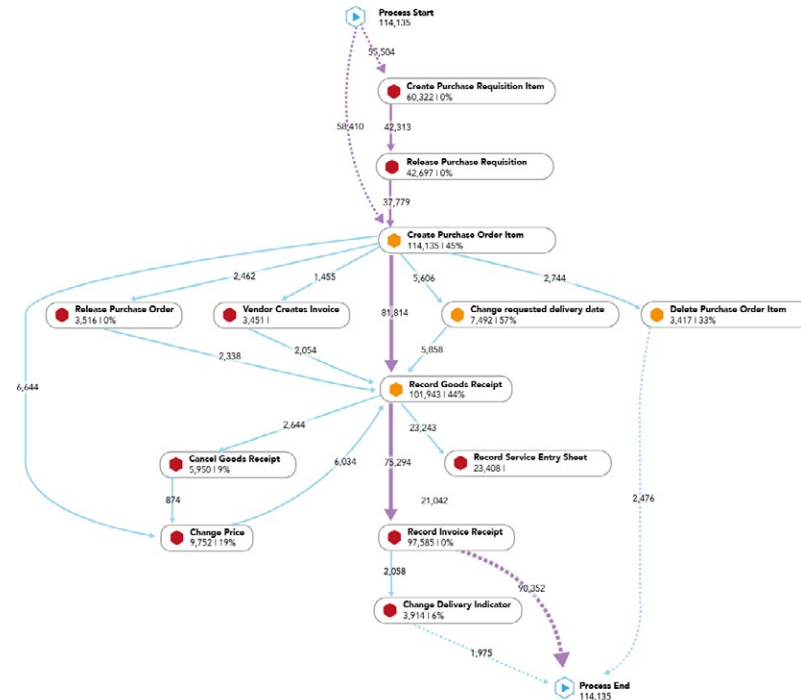 Process Start
114,135
55,504
Create Purchase Requisition Item
60,322 | 0%
58,410
42,313
Release Purchase Requisition
42,697 | 0%
37,779
Create Purchase Order Item
114,135 | 45%
2,462
1,455
5,606
2,744
Release Purchase Order
3,516 | 0%
Vendor Creates Invoice
3,451 |
81,814
Change requested delivery date
7,492 | 57%
Delete Purchase Order Item
3,417 | 33%
2,338
2,054
5,858
6,644
Record Goods Receipt
101,943 | 44%
2,644
23,243
Cancel Goods Receipt
5,950 | 9%
6,034
75,294
Record Service Entry Sheet
23,408 |
874
21,042
2,476
Change Price
9,752 | 19%
Record Invoice Receipt
97,585 | 0%
2,058
90,352
Change Delivery Indicator
3,914 | 6%
1,975
Process End
114,135